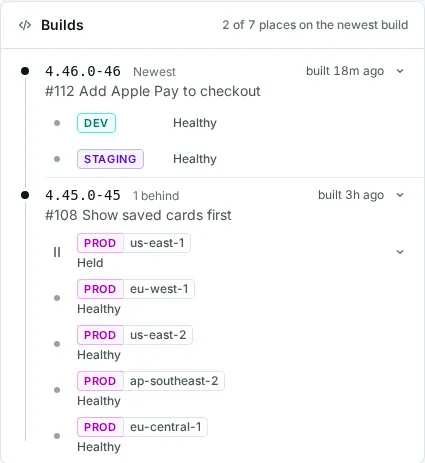 Builds 2 of 7 places on the newest build
4.46.0-46 Newest built 18m ago
#112 Add Apple Pay to checkout
DEV Healthy
STAGING Healthy
4.45.0-45 1 behind built 3h ago
#108 Show saved cards first
PROD us-east-1
Held
PROD eu-west-1
Healthy
PROD us-east-2
Healthy
PROD ap-southeast-2
Healthy
PROD eu-central-1
Healthy